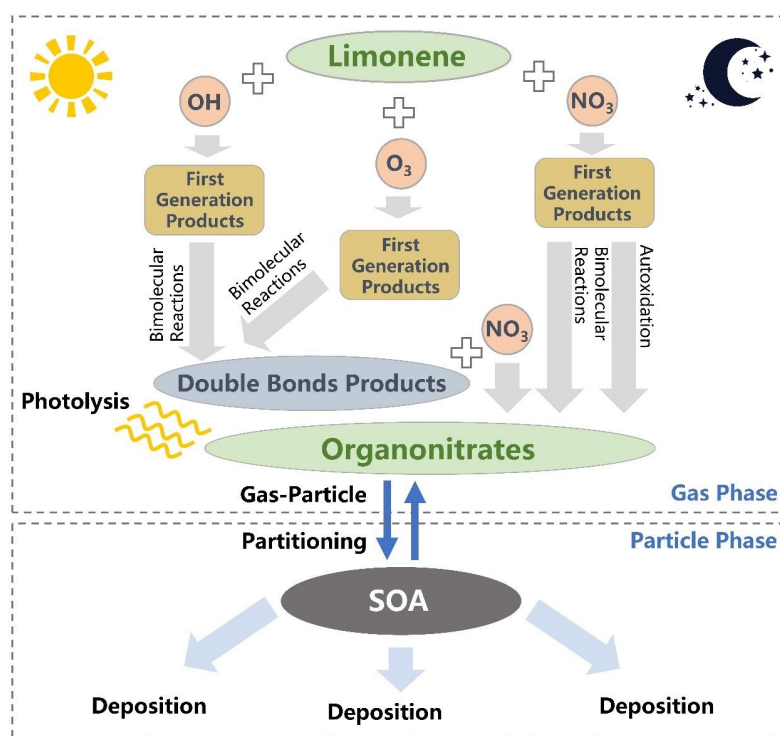 Limonene
OH
NO₃
O₃
First
Generation
Products
First
Generation
Products
First
Generation
Products
Bimolecular
Reactions
Bimolecular
Reactions
Bimolecular
Reactions
Autoxidation
NO₃
Double Bonds Products
Photolysis
Organonitrates
Gas-Particle
Gas Phase
Partitioning
Particle Phase
SOA
Deposition
Deposition
Deposition